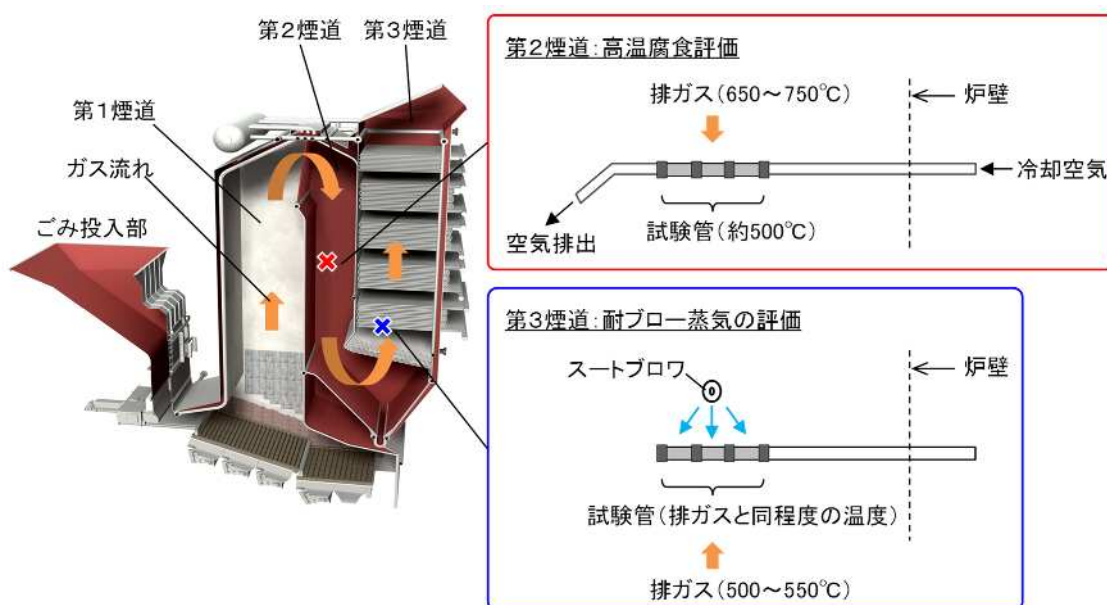 第2煙道
第3煙道
第1煙道
ガス流れ
ごみ投入部
第2煙道:高温腐食評価
排ガス(650～750℃)
炉壁
冷却空気
空気排出
試験管(約500℃)
第3煙道:耐ブロー蒸気の評価
スートブロワ
炉壁
試験管(排ガスと同程度の温度)
排ガス(500～550℃)